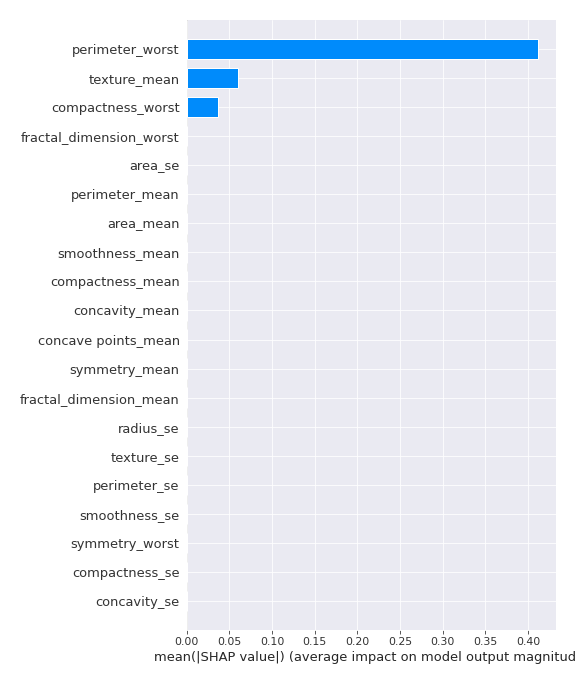 perimeter_worst
texture_mean
compactness_worst
fractal_dimension_worst
area_se
perimeter_mean
area_mean
smoothness_mean
compactness_mean
concavity_mean
concave points_mean
symmetry_mean
fractal_dimension_mean
radius_se
texture_se
perimeter_se
smoothness_se
symmetry_worst
compactness_se
concavity_se
0.00 0.05 0.10 0.15 0.20 0.25 0.30 0.35 0.40
mean(|SHAP value|) (average impact on model output magnitud